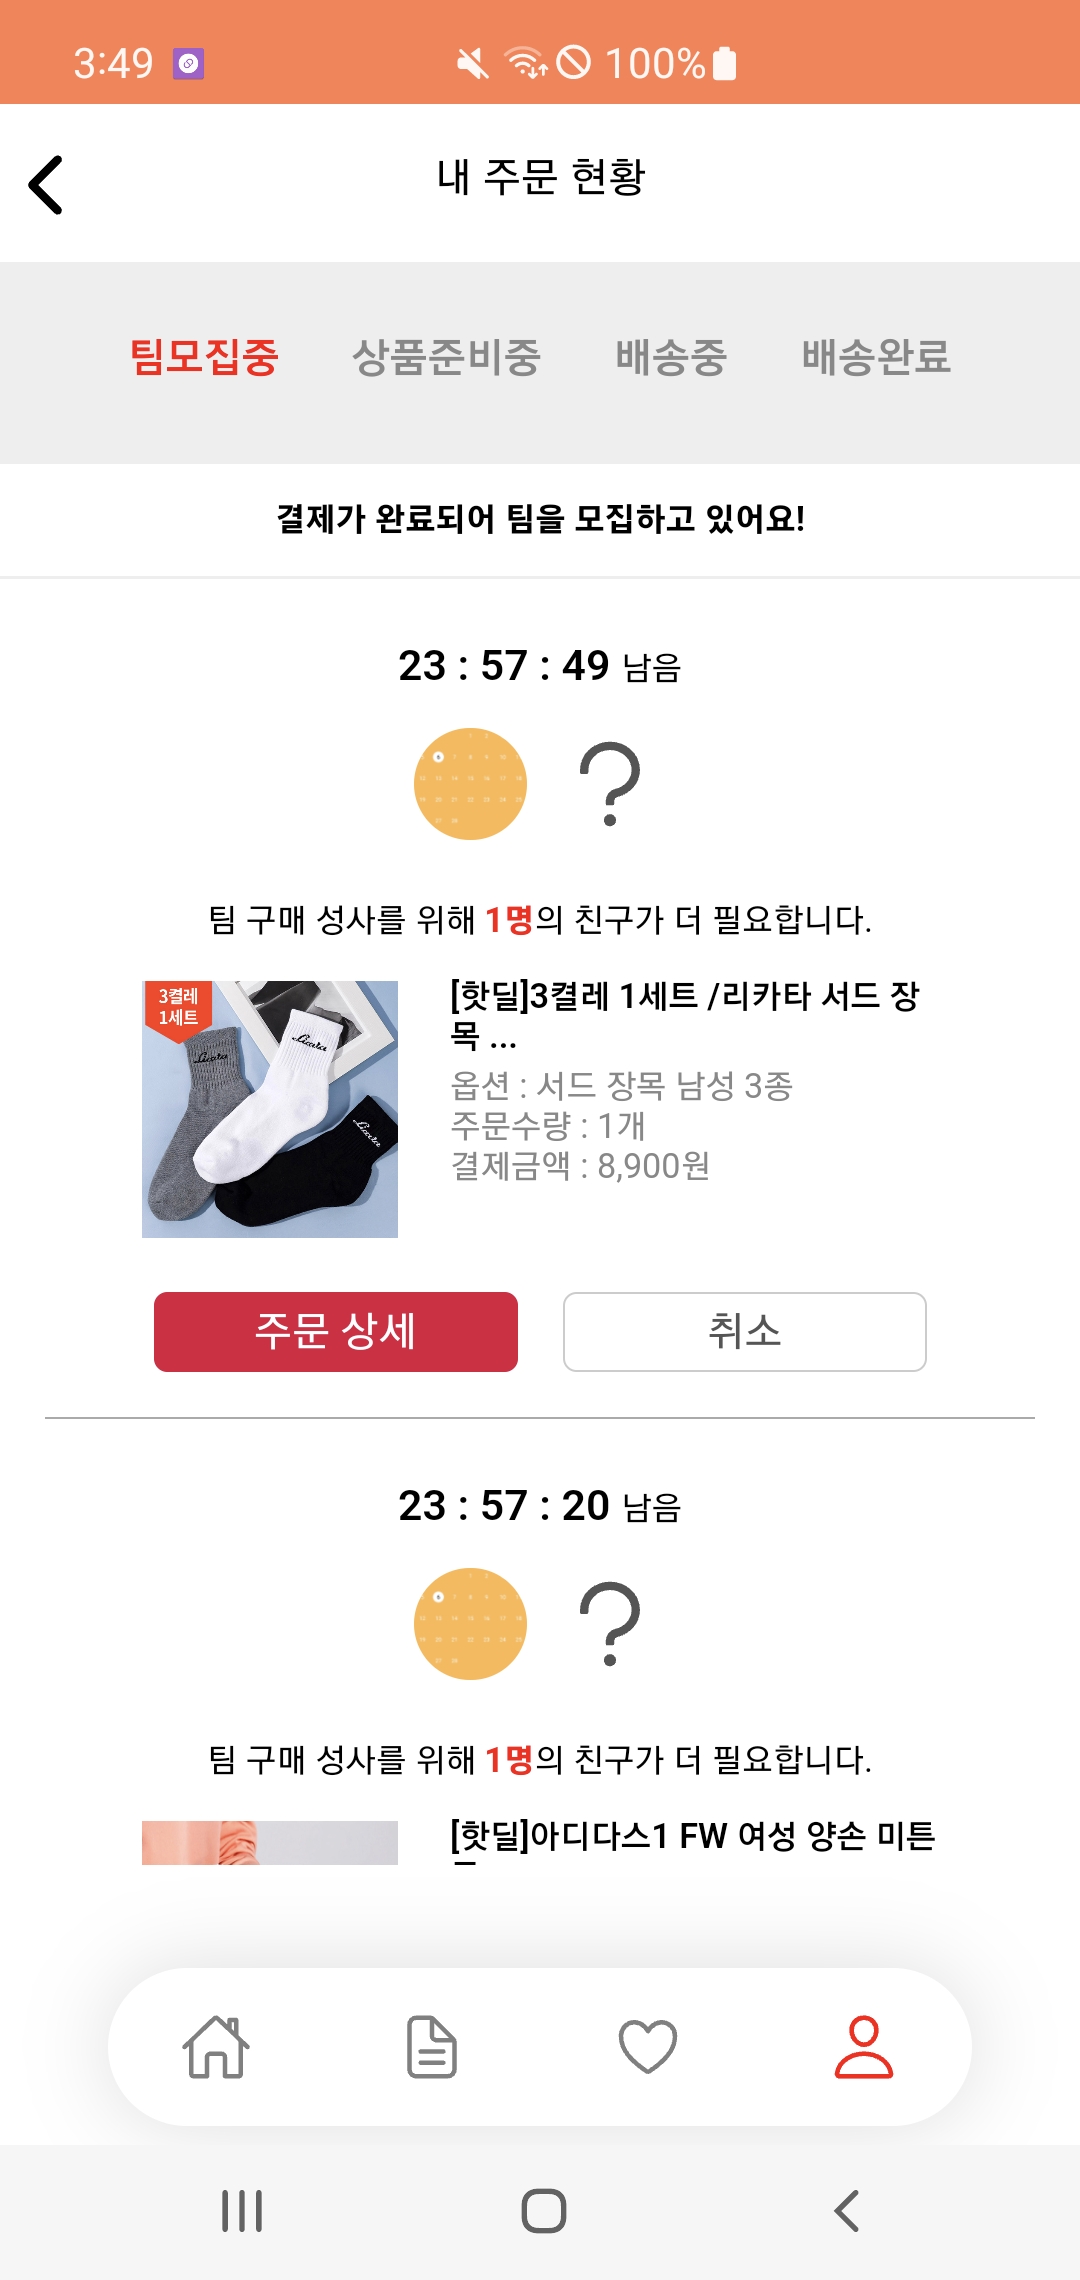 3:49
100%
내 주문 현황
팀모집중 상품준비중 배송중 배송완료
결제가 완료되어 팀을 모집하고 있어요!
23 : 57 : 49 남음
팀 구매 성사를 위해 1명의 친구가 더 필요합니다.
3켤레
1세트
Licata
Licata
Licata
[핫딜]3켤레 1세트 /리카타 서드 장
목 ...
옵션 : 서드 장목 남성 3종
주문수량 : 1개
결제금액 : 8,900원
주문 상세
취소
23 : 57 : 20 남음
팀 구매 성사를 위해 1명의 친구가 더 필요합니다.
[핫딜]아디다스1 FW 여성 양손 미튼